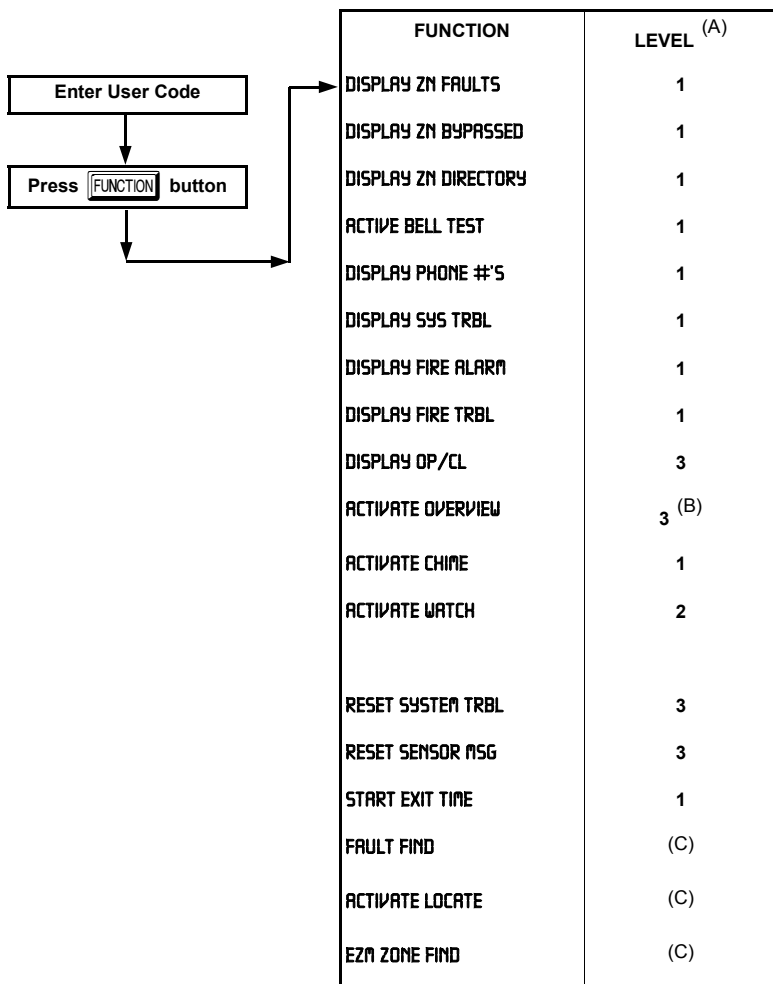 Enter User Code
Press FUNCTION button
FUNCTION LEVEL (A)
DISPLAY ZN FAULTS 1
DISPLAY ZN BYPASSED 1
DISPLAY ZN DIRECTORY 1
ACTIVE BELL TEST 1
DISPLAY PHONE #'S 1
DISPLAY SYS TRBL 1
DISPLAY FIRE ALARM 1
DISPLAY FIRE TRBL 1
DISPLAY OP/CL 3
ACTIVATE OVERVIEW 3 (B)
ACTIVATE CHIME 1
ACTIVATE WATCH 2
RESET SYSTEM TRBL 3
RESET SENSOR MSG 3
START EXIT TIME 1
FAULT FIND (C)
ACTIVATE LOCATE (C)
EZM ZONE FIND (C)